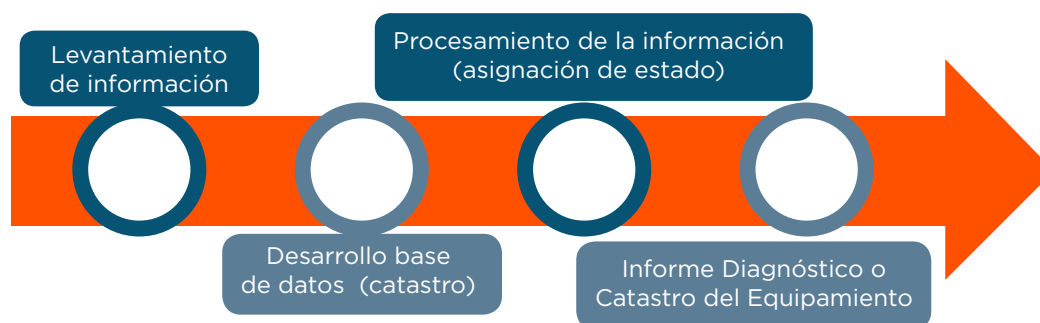 Levantamiento
de información
Desarrollo base
de datos (catastro)
Procesamiento de la información
(asignación de estado)
Informe Diagnóstico o
Catastro del Equipamiento